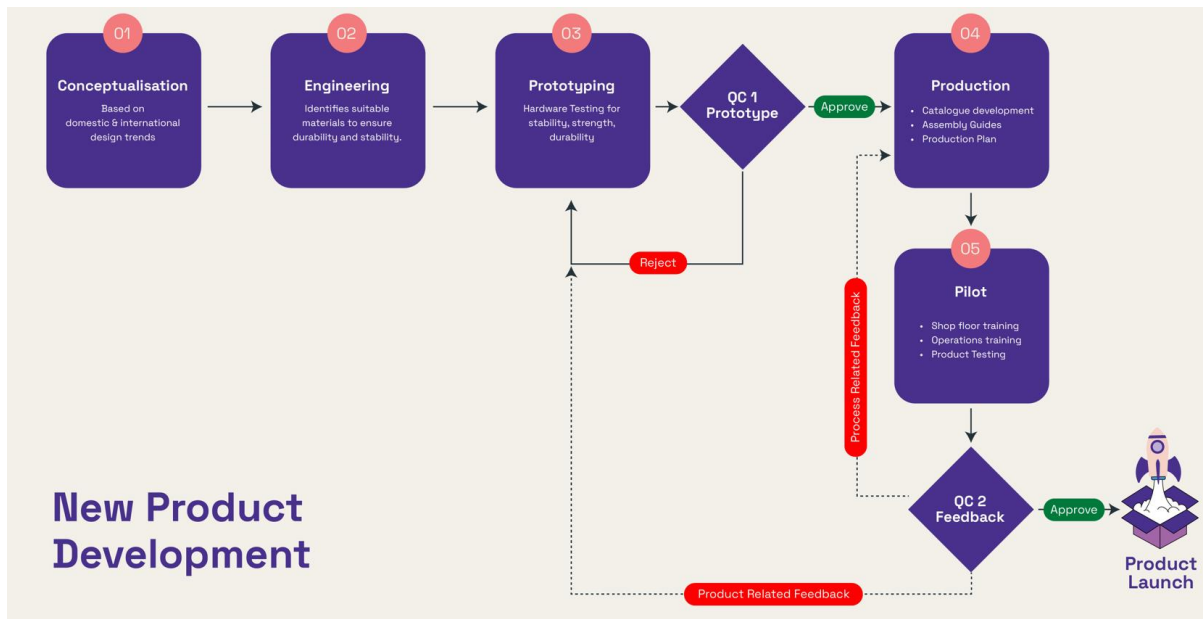 01
Conceptualisation
Based on
domestic & international
design trends
02
Engineering
Identifies suitable
materials to ensure
durability and stability.
03
Prototyping
Hardware Testing for
stability, strength,
durability
QC 1
Prototype
Approve
04
Production
• Catalogue development
• Assembly Guides
• Production Plan
Reject
05
Pilot
• Shop floor training
• Operations training
• Product Testing
Process Related Feedback
QC 2
Feedback
Approve
Product
Launch
Product Related Feedback
New Product
Development